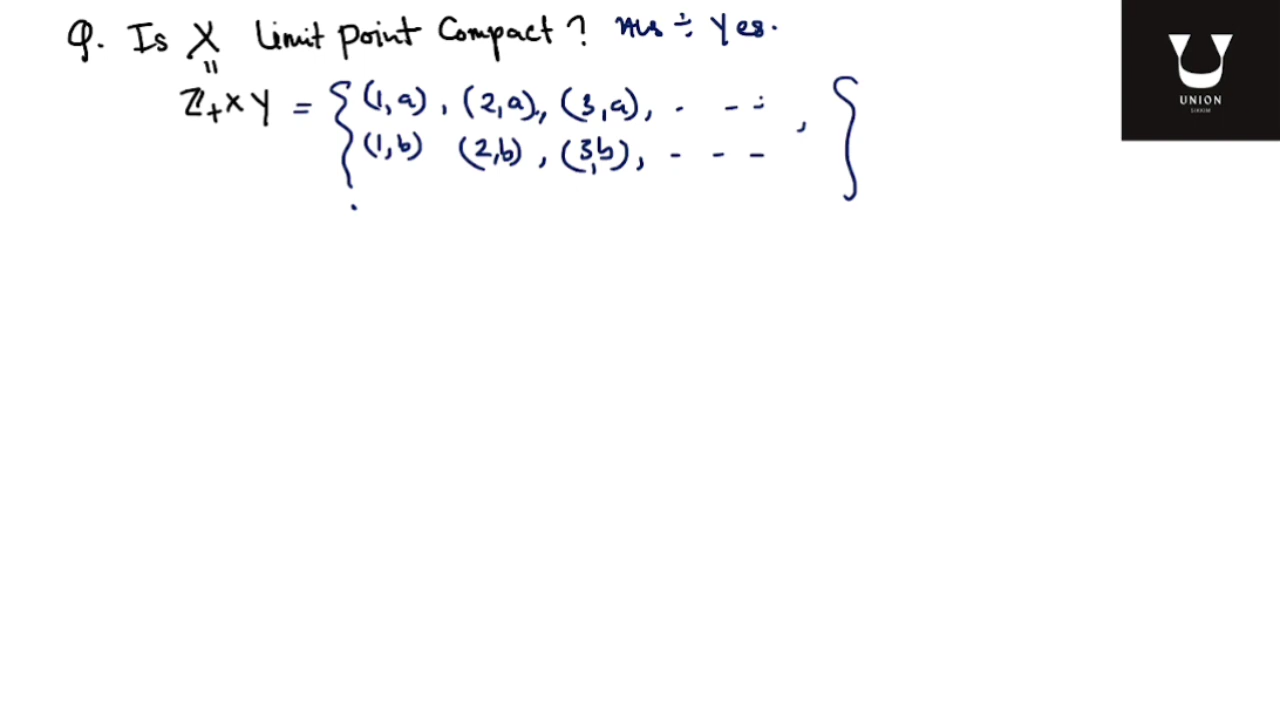 Q. Is X Limit Point Compact? Ans ÷ Yes.
"
Z+ × Y = { (1,a), (2,a), (3,a), . - -
(1,b) (2,b), (3,b), - - - , }
UNION